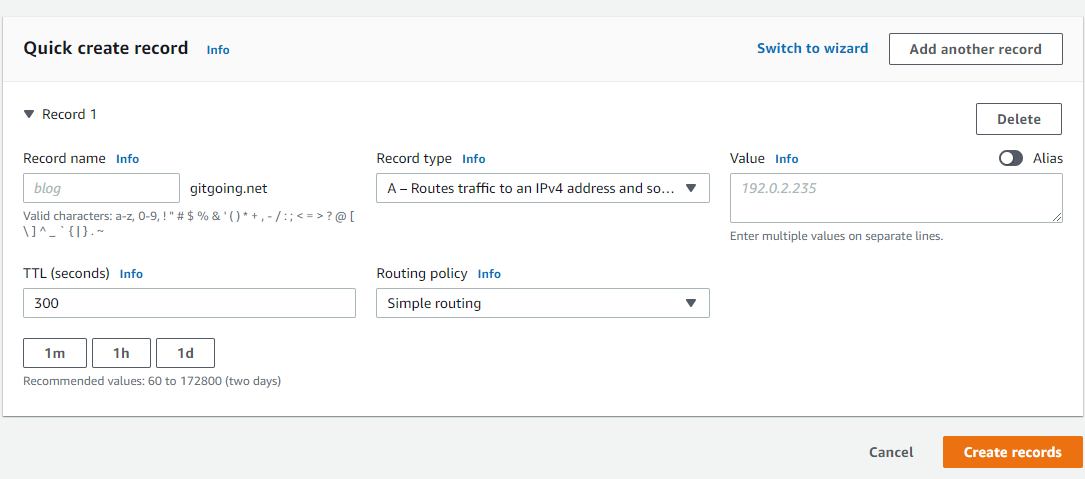 Quick create record Info Switch to wizard Add another record
Record 1 Delete
Record name Info Record type Info Value Info Alias
blog gitgoing.net A – Routes traffic to an IPv4 address and so... 192.0.2.235
Valid characters: a-z, 0-9, ! " # $ % & ' ( ) * + , - / : ; < = > ? @ [
\ ] ^ _ ` { | } . ~
Enter multiple values on separate lines.
TTL (seconds) Info Routing policy Info
300 Simple routing
1m 1h 1d
Recommended values: 60 to 172800 (two days)
Cancel Create records